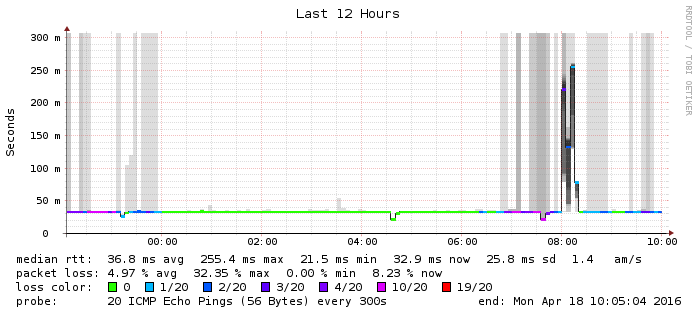 Last 12 Hours
RRDTOOL / TOBI OETIKER
Seconds
300 m
250 m
200 m
150 m
100 m
50 m
0
00:00 02:00 04:00 06:00 08:00 10:00
median rtt: 36.8 ms avg 255.4 ms max 21.5 ms min 32.9 ms now 25.8 ms sd 1.4 am/s
packet loss: 4.97 % avg 32.35 % max 0.00 % min 8.23 % now
loss color: 0 1/20 2/20 3/20 4/20 10/20 19/20
probe: 20 ICMP Echo Pings (56 Bytes) every 300s end: Mon Apr 18 10:05:04 2016